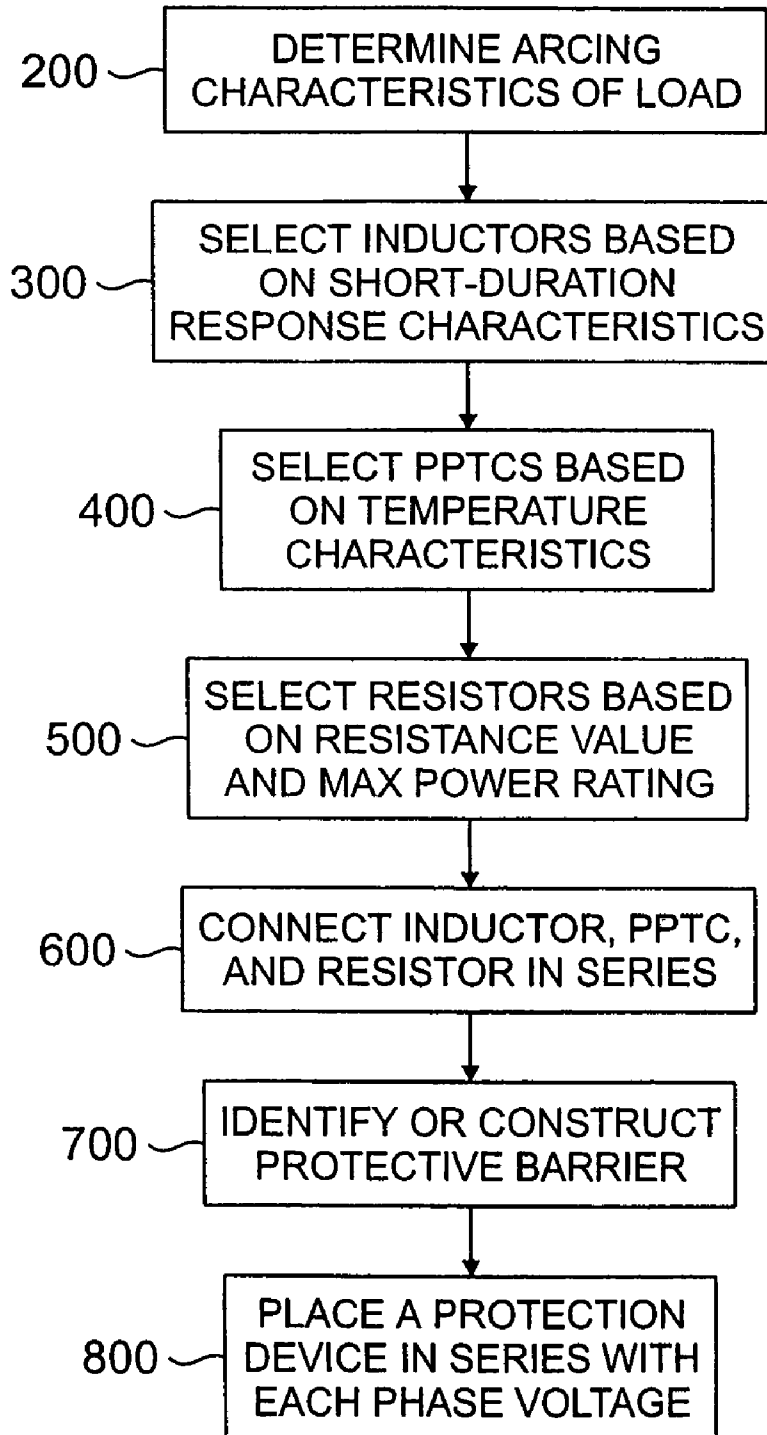 200
DETERMINE ARCING
CHARACTERISTICS OF LOAD
300
SELECT INDUCTORS BASED
ON SHORT-DURATION
RESPONSE CHARACTERISTICS
400
SELECT PPTCS BASED
ON TEMPERATURE
CHARACTERISTICS
500
SELECT RESISTORS BASED
ON RESISTANCE VALUE
AND MAX POWER RATING
600
CONNECT INDUCTOR, PPTC,
AND RESISTOR IN SERIES
700
IDENTIFY OR CONSTRUCT
PROTECTIVE BARRIER
800
PLACE A PROTECTION
DEVICE IN SERIES WITH
EACH PHASE VOLTAGE